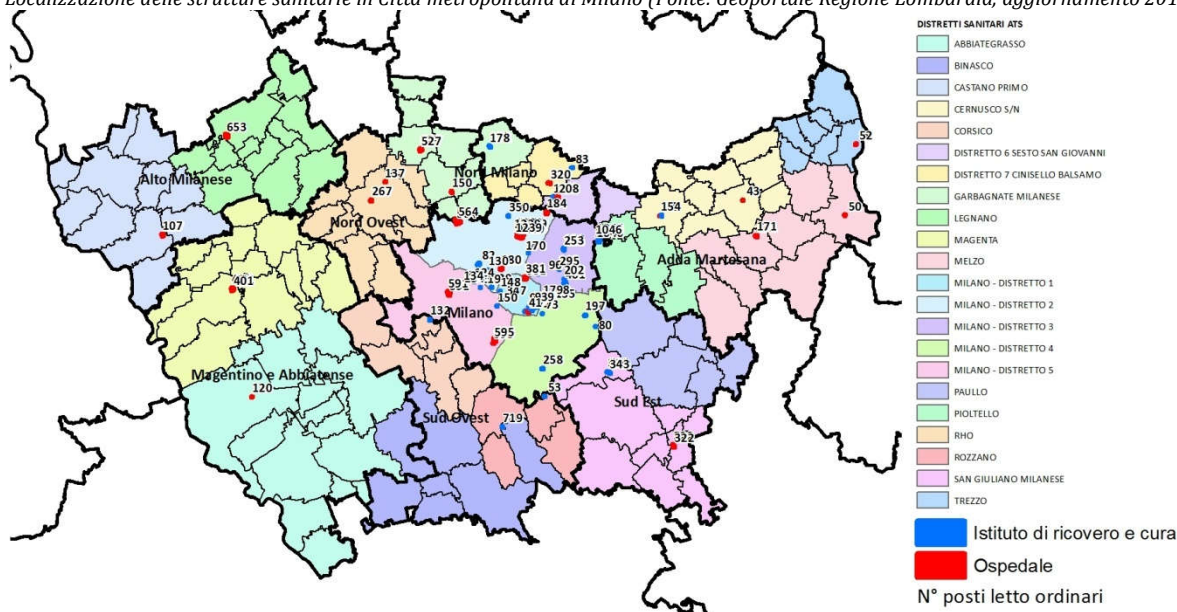 Localizzazione delle strutture sanitarie in Città metropolitana di Milano (Fonte: Geoportale Regione Lombardia, aggiornamento 201
DISTRETTI SANITARI ATS
ABBIATEGRASSO
BINASCO
CASTANO PRIMO
CERNUSCO S/N
CORSICO
DISTRETTO 6 SESTO SAN GIOVANNI
DISTRETTO 7 CINISELLO BALSAMO
GARBAGNATE MILANESE
LEGNANO
MAGENTA
MELZO
MILANO - DISTRETTO 1
MILANO - DISTRETTO 2
MILANO - DISTRETTO 3
MILANO - DISTRETTO 4
MILANO - DISTRETTO 5
PAULLO
PIOLTELLO
RHO
ROZZANO
SAN GIULIANO MILANESE
TREZZO
Istituto di ricovero e cura
Ospedale
N° posti letto ordinari
653
527
178
83
52
Alto Milanese
137
150
Nord Milano
320
1208
267
184
154
43
50
107
Nord Ovest
564
350
1239
170
253
1046
171
Adda Martesana
295
202
130
381
401
591
148
150
1798
197
132
Milano
595
80
Magentino e Abbiatense
120
258
343
53
Sud Ovest
719
Sud Est
322